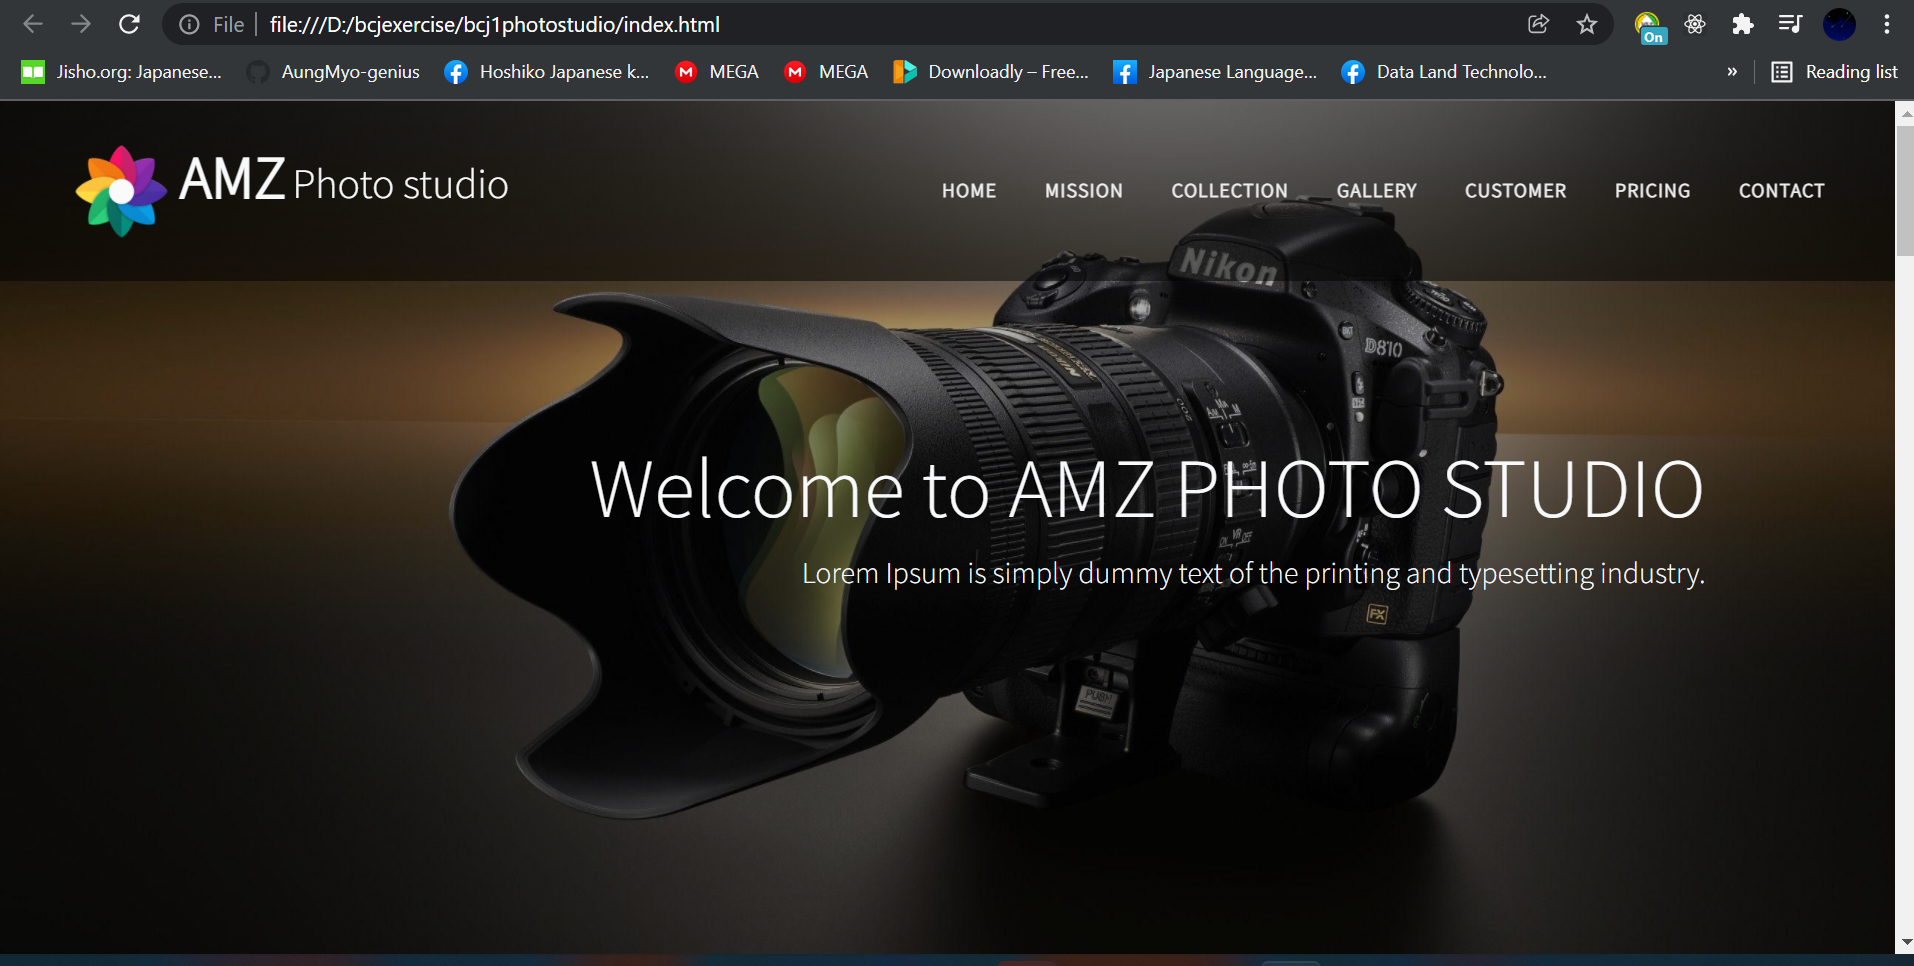 File | file:///D:/bcjexercise/bcj1photostudio/index.html
On
Jisho.org: Japanese... AungMyo-genius Hoshiko Japanese k... MEGA MEGA Downloadly – Free... Japanese Language... Data Land Technolo... » Reading list
AMZ Photo studio
HOME MISSION COLLECTION GALLERY CUSTOMER PRICING CONTACT
Nikon
D810
Welcome to AMZ PHOTO STUDIO
Lorem Ipsum is simply dummy text of the printing and typesetting industry.
FX
PUSH